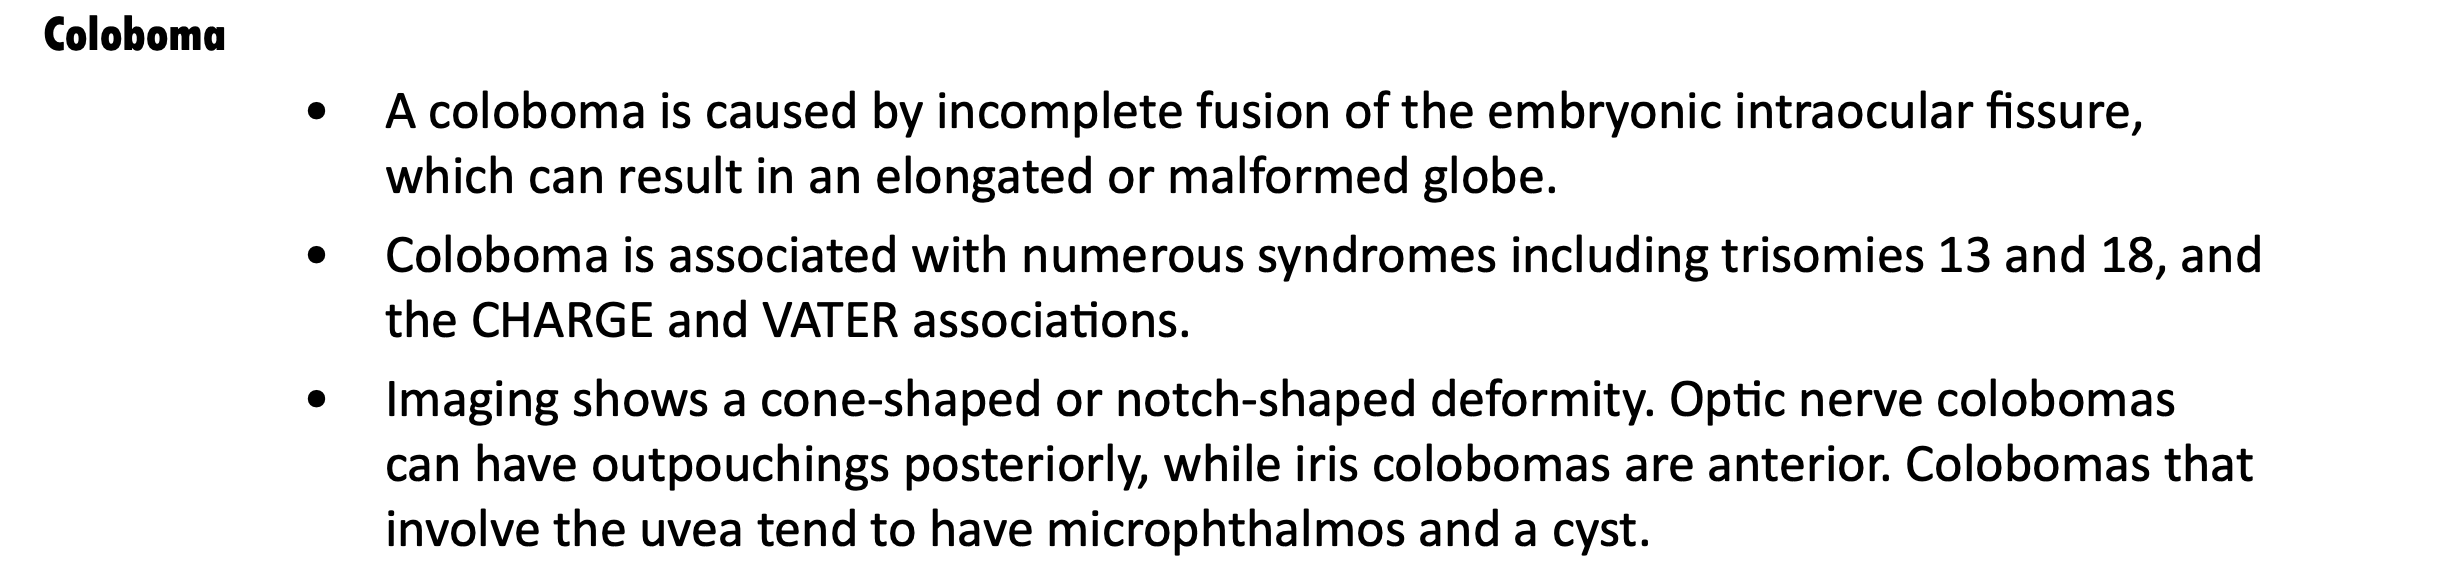 Coloboma
• A coloboma is caused by incomplete fusion of the embryonic intraocular fissure,
which can result in an elongated or malformed globe.
• Coloboma is associated with numerous syndromes including trisomies 13 and 18, and
the CHARGE and VATER associations.
• Imaging shows a cone-shaped or notch-shaped deformity. Optic nerve colobomas
can have outpouchings posteriorly, while iris colobomas are anterior. Colobomas that
involve the uvea tend to have microphthalmos and a cyst.